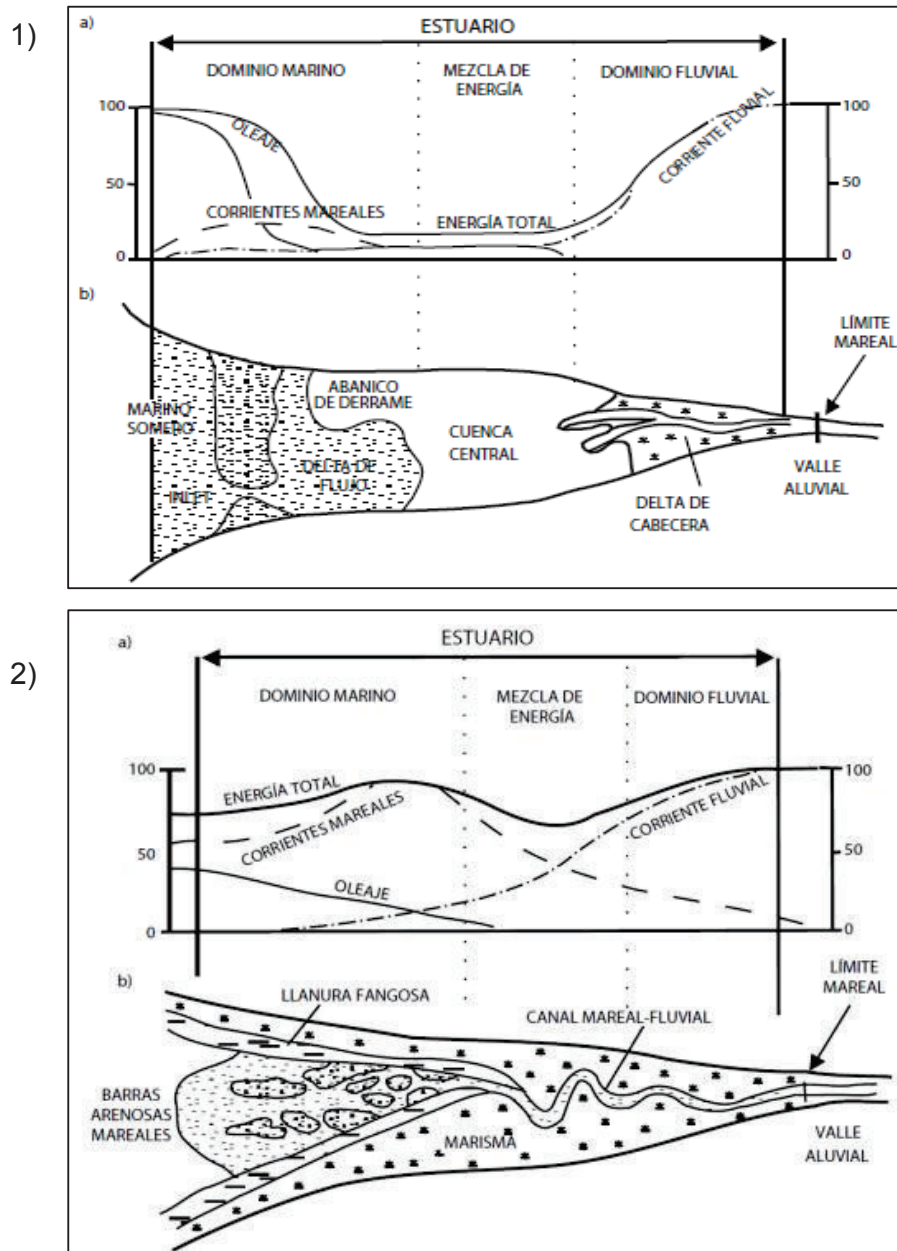 1)
a)
ESTUARIO
DOMINIO MARINO
MEZCLA DE
ENERGÍA
DOMINIO FLUVIAL
100
50
0
OLEAJE
CORRIENTES MAREALES
ENERGÍA TOTAL
CORRIENTE FLUVIAL
100
50
0
b)
LÍMITE
MAREAL
MARINO
SOMERO
INLET
ABANICO
DE DERRAME
DELTA DE
FLUJO
CUENCA
CENTRAL
DELTA DE
CABECERA
VALLE
ALUVIAL
2)
a)
ESTUARIO
DOMINIO MARINO
MEZCLA DE
ENERGÍA
DOMINIO FLUVIAL
100
50
0
ENERGÍA TOTAL
CORRIENTES MAREALES
OLEAJE
CORRIENTE FLUVIAL
100
50
0
b)
LLANURA FANGOSA
CANAL MAREAL-FLUVIAL
LÍMITE
MAREAL
BARRAS
ARENOSAS
MAREALES
MARISMA
VALLE
ALUVIAL